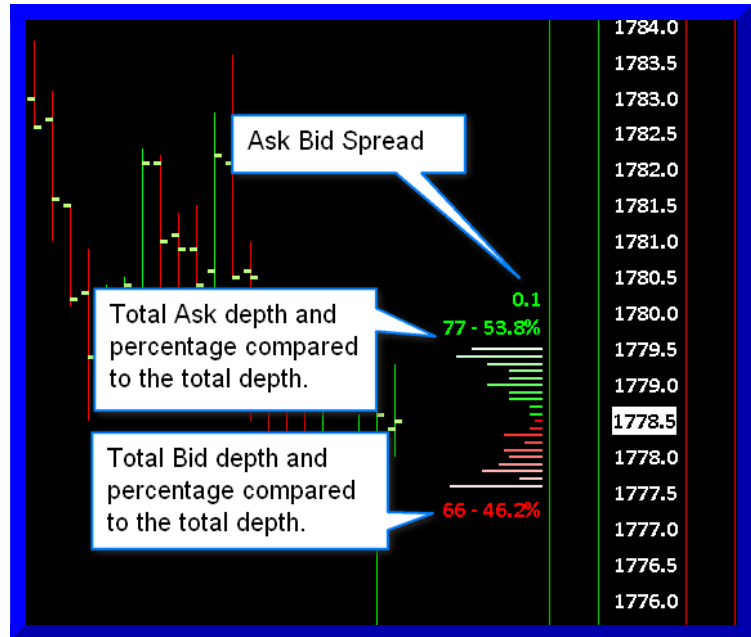 Ask Bid Spread
0.1
Total Ask depth and
percentage compared
to the total depth.
77 - 53.8%
Total Bid depth and
percentage compared
to the total depth.
66 - 46.2%
1784.0
1783.5
1783.0
1782.5
1782.0
1781.5
1781.0
1780.5
1780.0
1779.5
1779.0
1778.5
1778.0
1777.5
1777.0
1776.5
1776.0